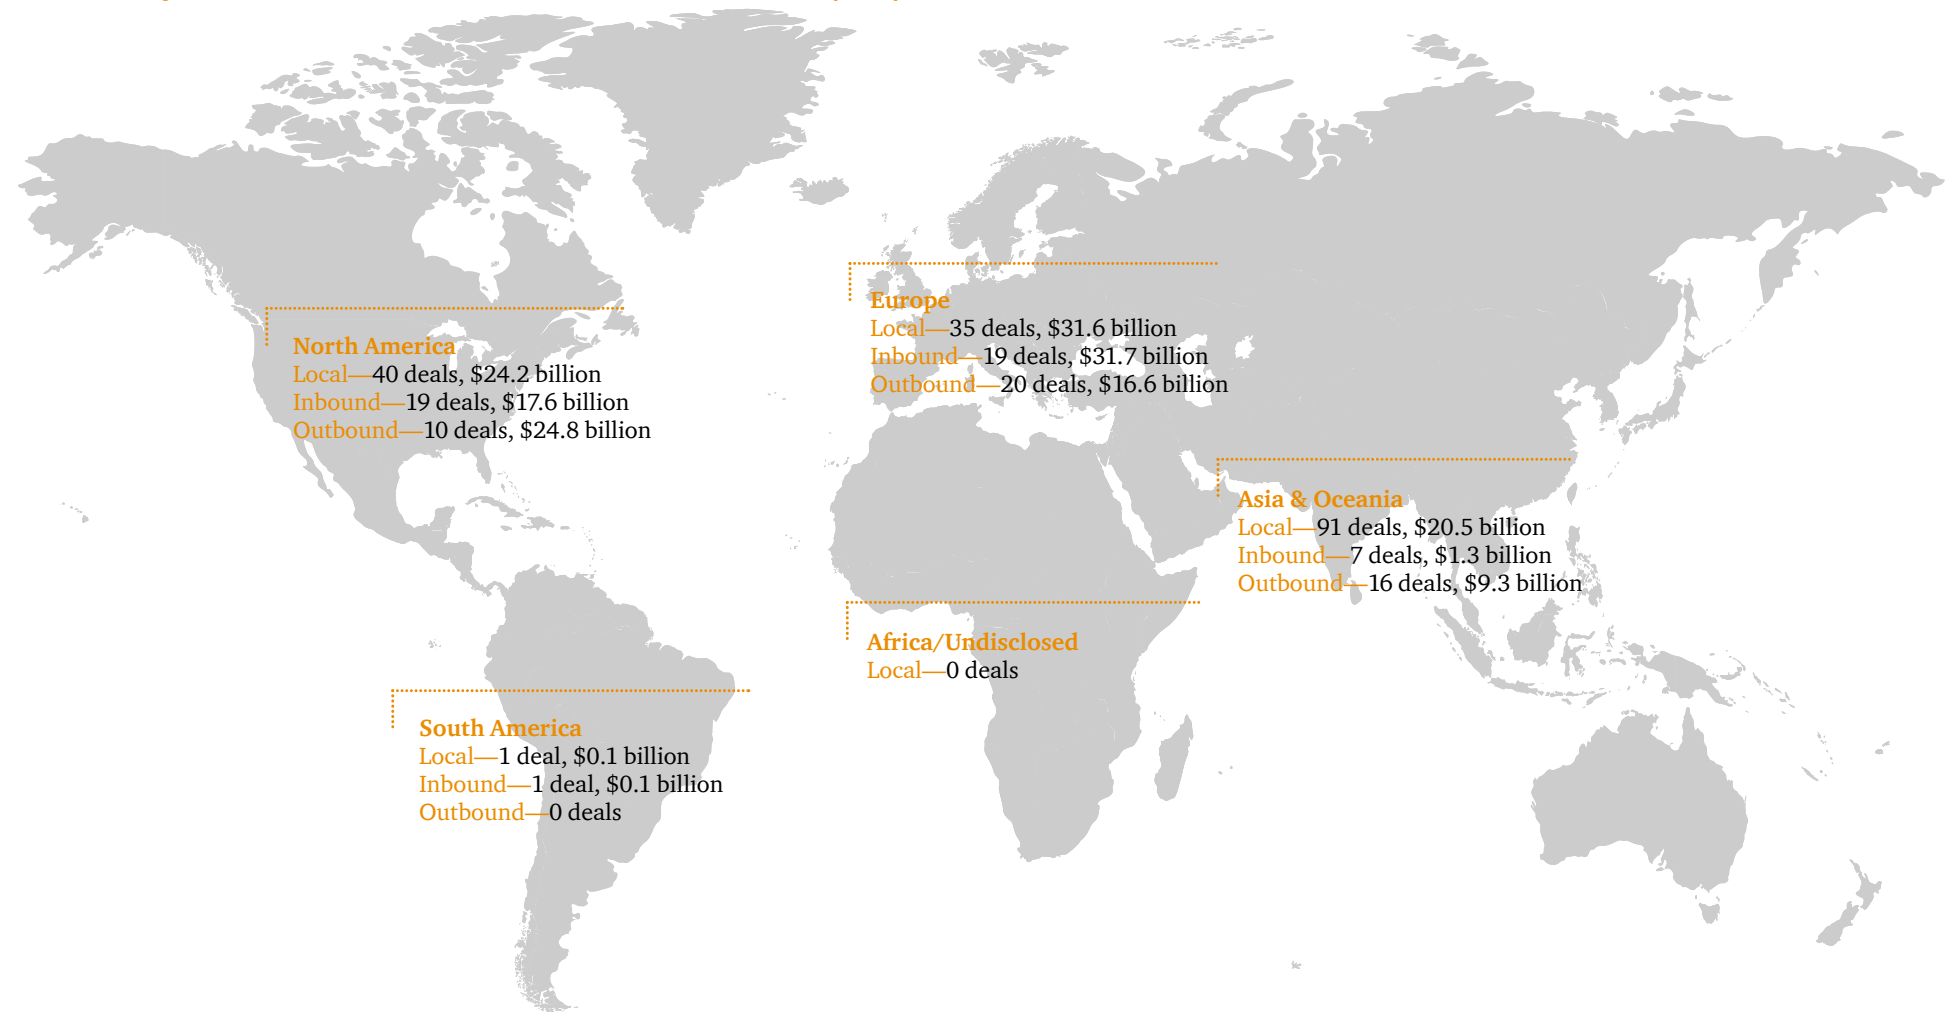 North America
Local—40 deals, $24.2 billion
Inbound—19 deals, $17.6 billion
Outbound—10 deals, $24.8 billion
Europe
Local—35 deals, $31.6 billion
Inbound—19 deals, $31.7 billion
Outbound—20 deals, $16.6 billion
Asia & Oceania
Local—91 deals, $20.5 billion
Inbound—7 deals, $1.3 billion
Outbound—16 deals, $9.3 billion
Africa/Undisclosed
Local—0 deals
South America
Local—1 deal, $0.1 billion
Inbound—1 deal, $0.1 billion
Outbound—0 deals